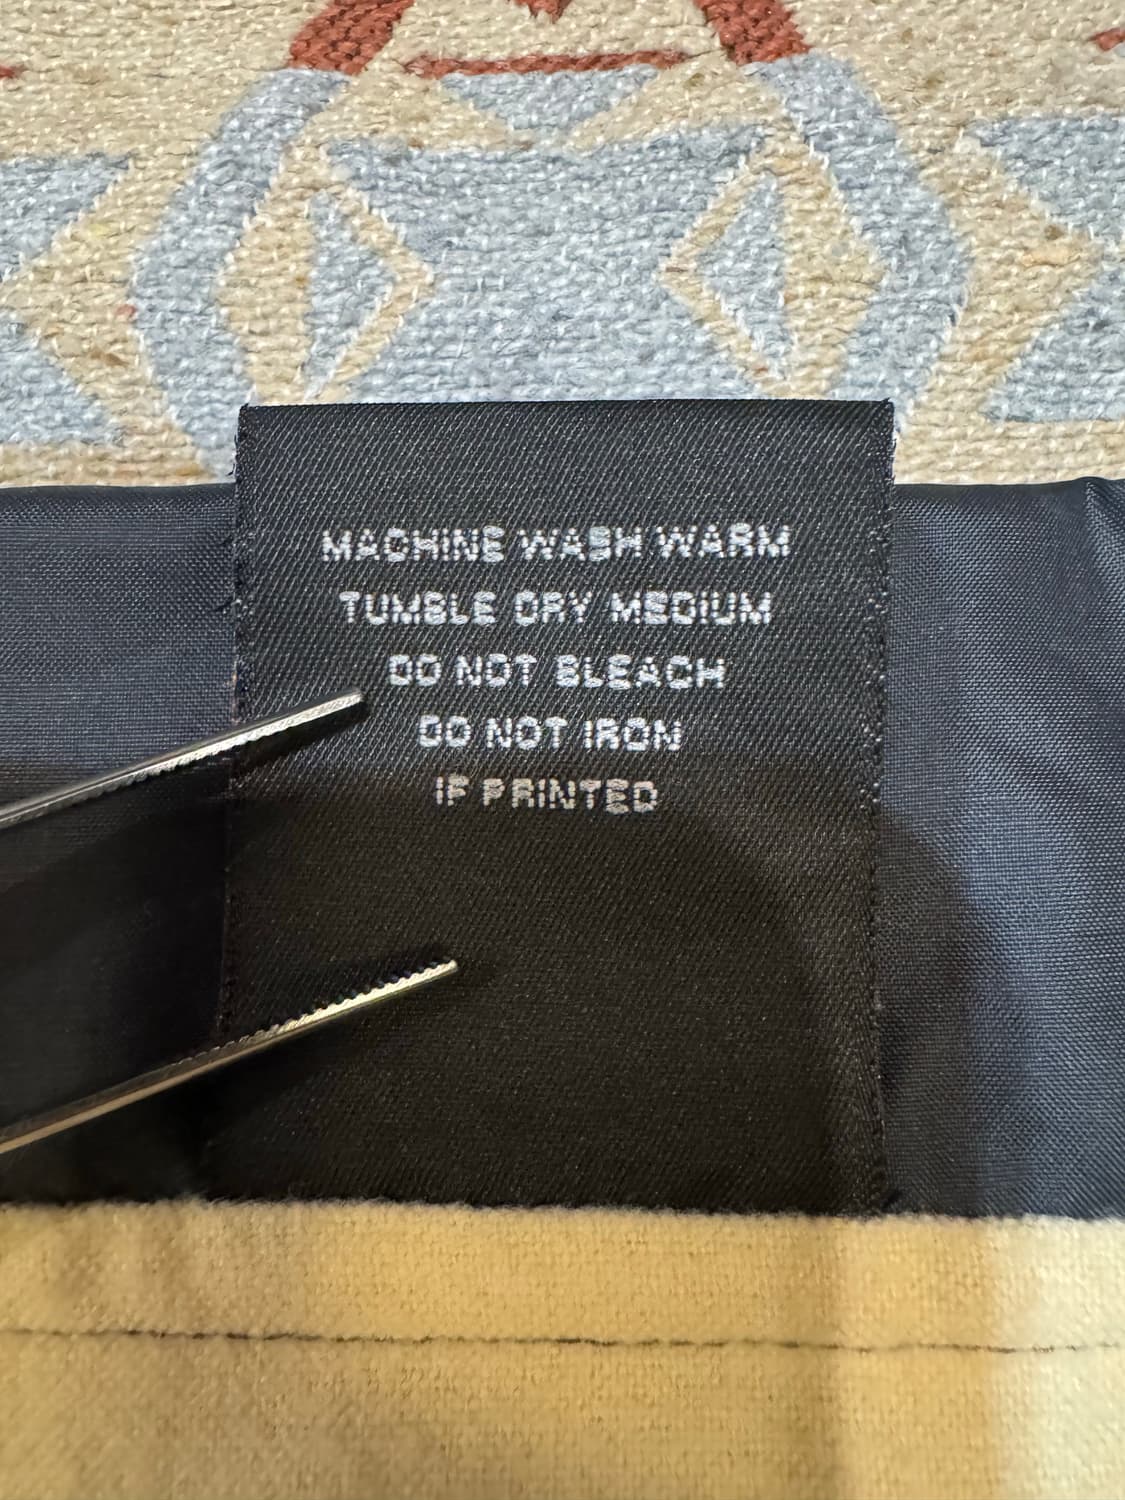 MACHINE WASH WARM
TUMBLE DRY MEDIUM
DO NOT BLEACH
DO NOT IRON
IF PRINTED